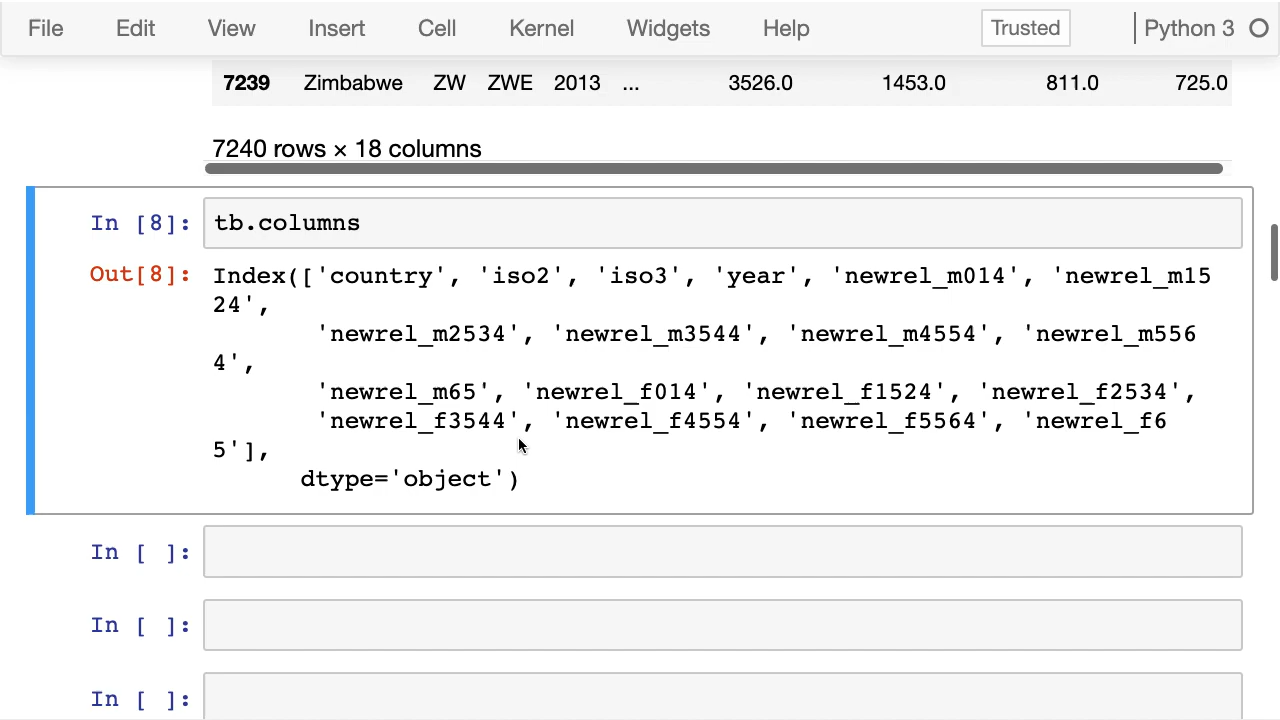 File Edit View Insert Cell Kernel Widgets Help Trusted Python 3
7239 Zimbabwe ZW ZWE 2013 ... 3526.0 1453.0 811.0 725.0
7240 rows × 18 columns
In [8]: tb.columns
Out[8]: Index(['country', 'iso2', 'iso3', 'year', 'newrel_m014', 'newrel_m15
24',
'newrel_m2534', 'newrel_m3544', 'newrel_m4554', 'newrel_m556
4',
'newrel_m65', 'newrel_f014', 'newrel_f1524', 'newrel_f2534',
'newrel_f3544', 'newrel_f4554', 'newrel_f5564', 'newrel_f6
5'],
dtype='object')
In [ ]:
In [ ]:
In [ ]: